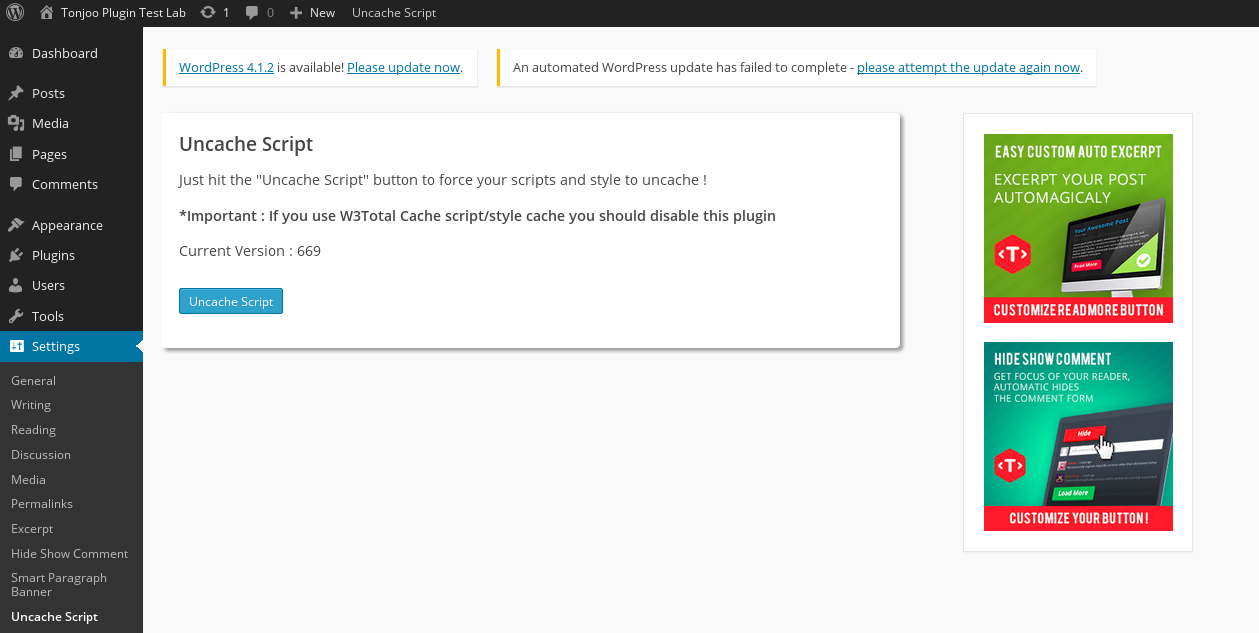 Tonjoo Plugin Test Lab 1 0 New Uncache Script
Dashboard
Posts
Media
Pages
Comments
Appearance
Plugins
Users
Tools
Settings
General
Writing
Reading
Discussion
Media
Permalinks
Excerpt
Hide Show Comment
Smart Paragraph
Banner
Uncache Script
WordPress 4.1.2 is available! Please update now.
An automated WordPress update has failed to complete - please attempt the update again now.
Uncache Script
Just hit the "Uncache Script" button to force your scripts and style to uncache !
*Important : If you use W3Total Cache script/style cache you should disable this plugin
Current Version : 669
Uncache Script
EASY CUSTOM AUTO EXCERPT
EXCERPT YOUR POST
AUTOMAGICALY
Your Awesome Post
Read More
<T>
CUSTOMIZE READMORE BUTTON
HIDE SHOW COMMENT
GET FOCUS OF YOUR READER,
AUTOMATIC HIDES
THE COMMENT FORM
Hide
<T>
Load More
CUSTOMIZE YOUR BUTTON !